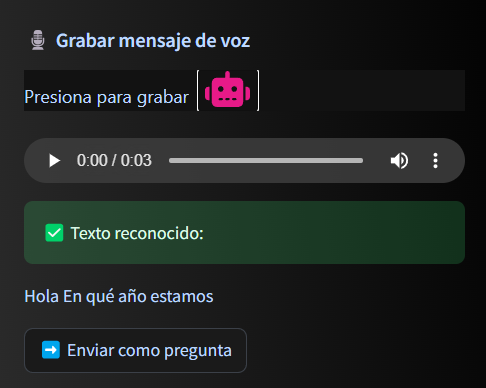 Grabar mensaje de voz
Presiona para grabar
0:00 / 0:03
Texto reconocido:
Hola En qué año estamos
Enviar como pregunta